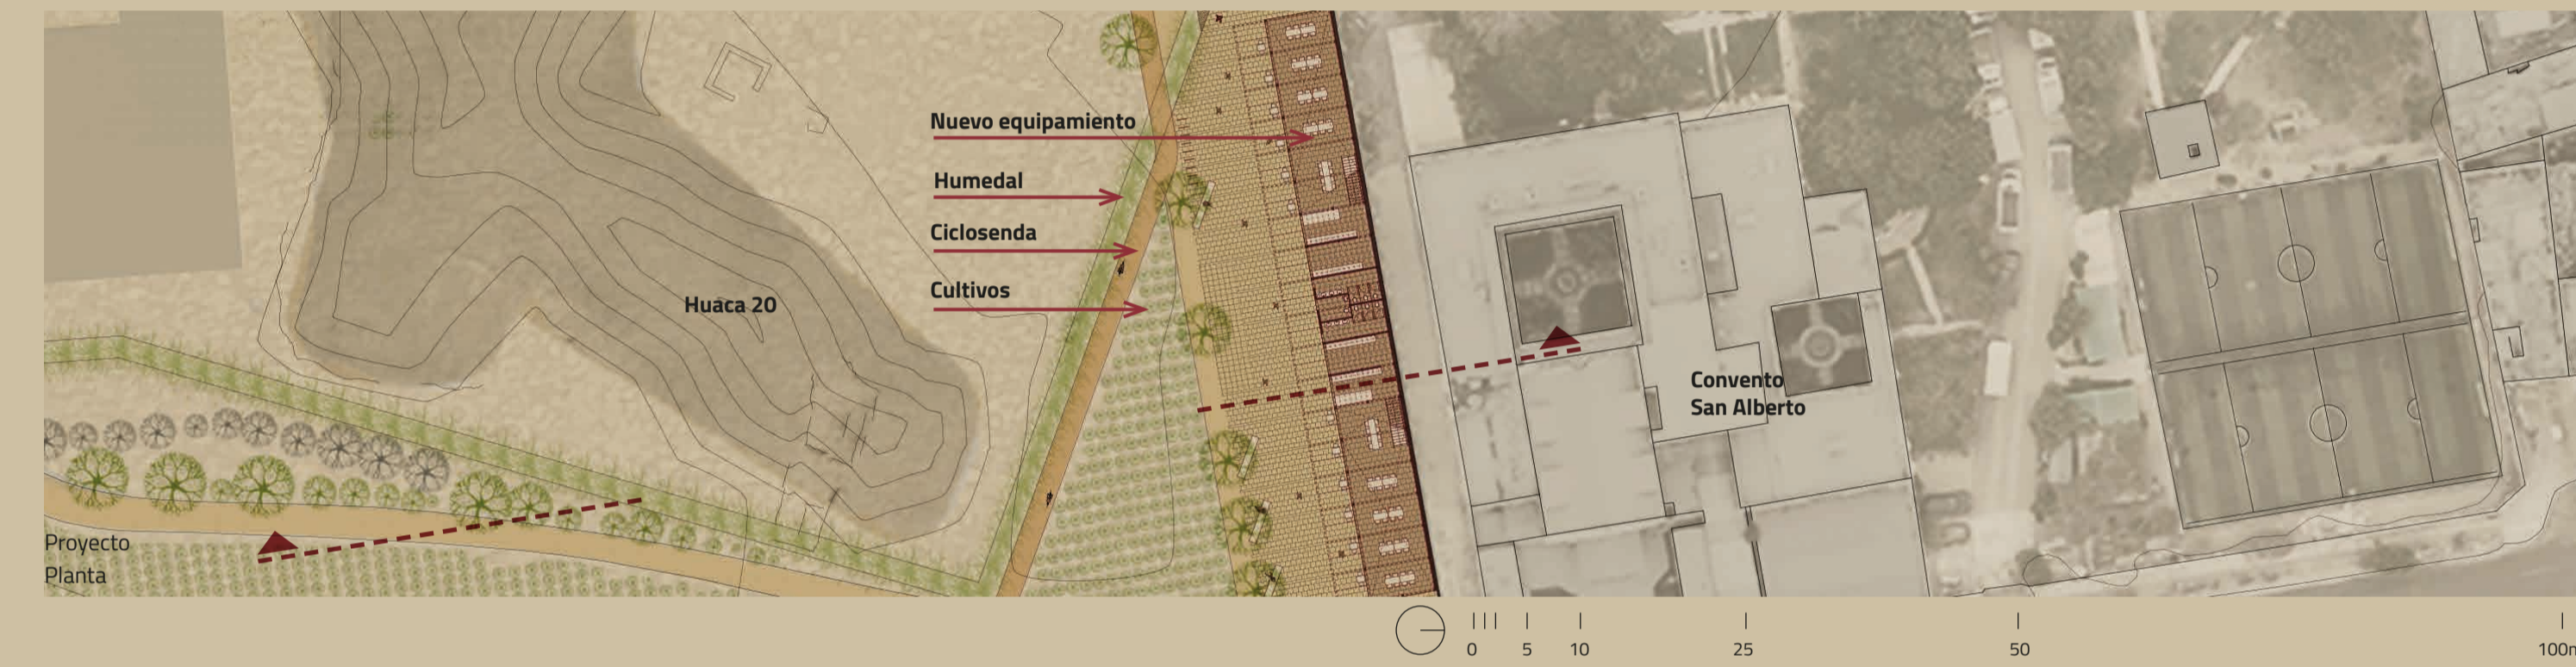 Nuevo equipamiento
Humedal
Ciclosenda
Cultivos
Huaca 20
Convento
San Alberto
Proyecto
Planta
0 5 10 25 50 100m